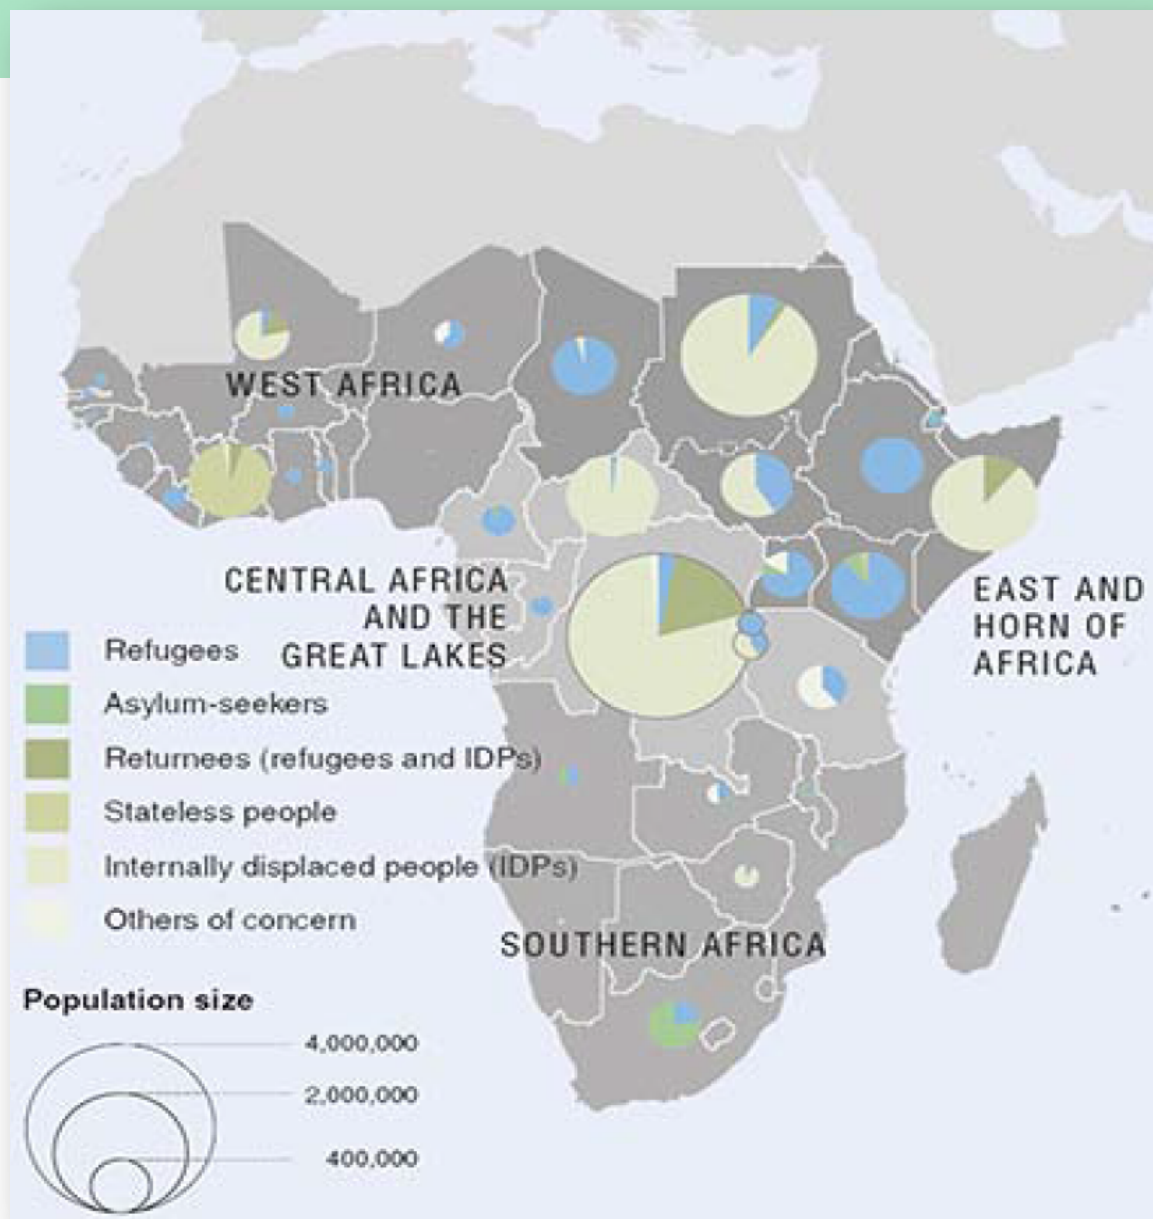 WEST AFRICA
CENTRAL AFRICA
AND THE
GREAT LAKES
EAST AND
HORN OF
AFRICA
SOUTHERN AFRICA
Refugees
Asylum-seekers
Returnees (refugees and IDPs)
Stateless people
Internally displaced people (IDPs)
Others of concern
Population size
4,000,000
2,000,000
400,000